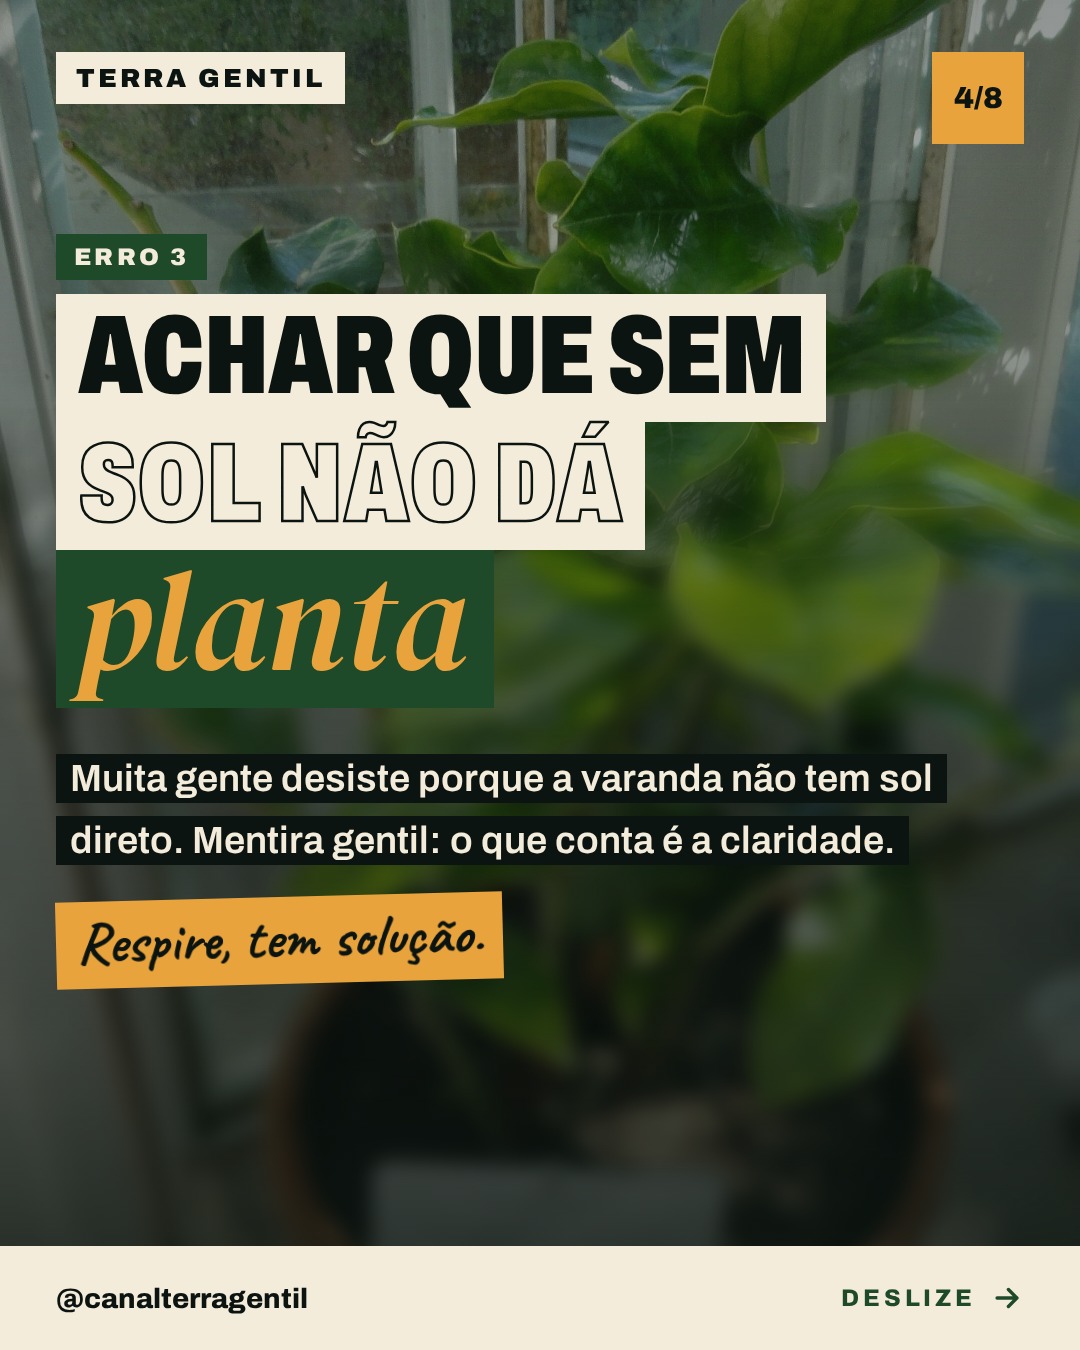 TERRA GENTIL
4/8
ERRO 3
ACHAR QUE SEM
SOL NÃO DÁ
planta
Muita gente desiste porque a varanda não tem sol
direto. Mentira gentil: o que conta é a claridade.
Respire, tem solução.
@canalterragentil
DESLIZE →